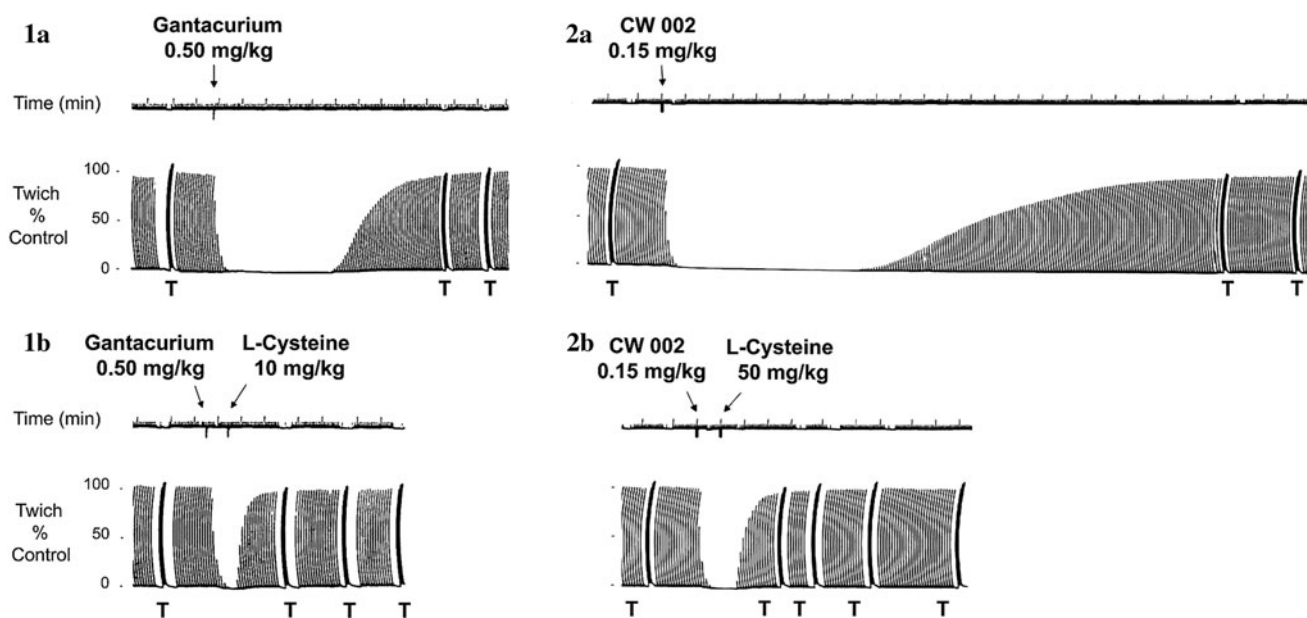 1a
Gantacurium
0.50 mg/kg
Time (min)
100
Twich
%
Control
50
0
T T T
2a
CW 002
0.15 mg/kg
T T T
1b
Gantacurium
0.50 mg/kg
L-Cysteine
10 mg/kg
Time (min)
100
Twich
%
Control
50
0
T T T T
2b
CW 002
0.15 mg/kg
L-Cysteine
50 mg/kg
T T T T T